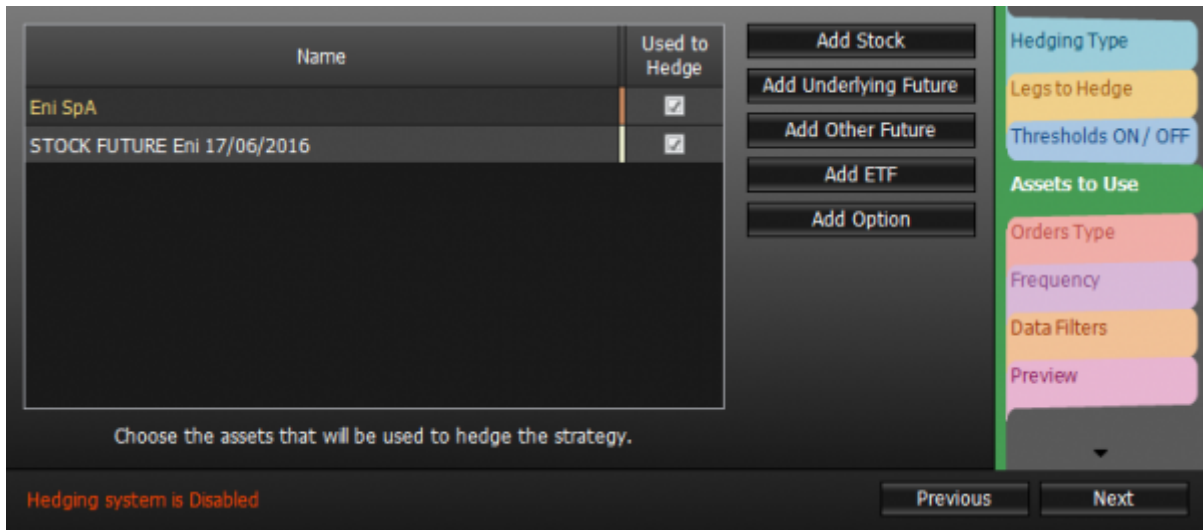 Name
Used to
Hedge
Eni SpA
STOCK FUTURE Eni 17/06/2016
Choose the assets that will be used to hedge the strategy.
Add Stock
Add Underlying Future
Add Other Future
Add ETF
Add Option
Hedging Type
Legs to Hedge
Thresholds ON / OFF
Assets to Use
Orders Type
Frequency
Data Filters
Preview
Hedging system is Disabled
Previous
Next